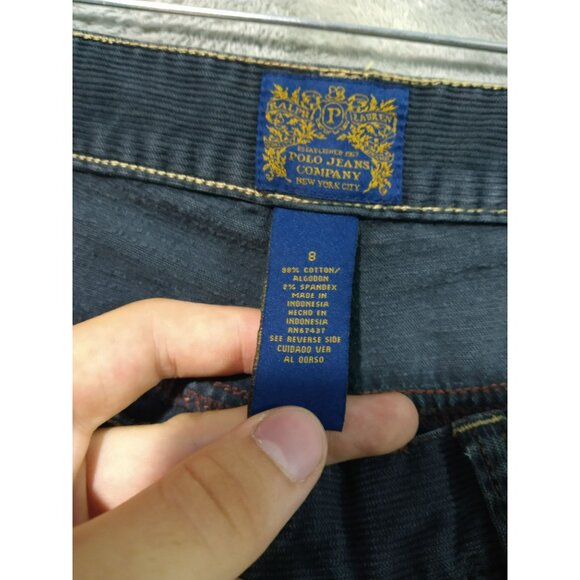 RALPH LAUREN
P
ESTABLISHED 1967
POLO JEANS
COMPANY
NEW YORK CITY
8
98% COTTON/
ALGODON
2% SPANDEX
MADE IN
INDONESIA
HECHO EN
INDONESIA
RN67437
SEE REVERSE SIDE
CUIDADO VER
AL DORSO